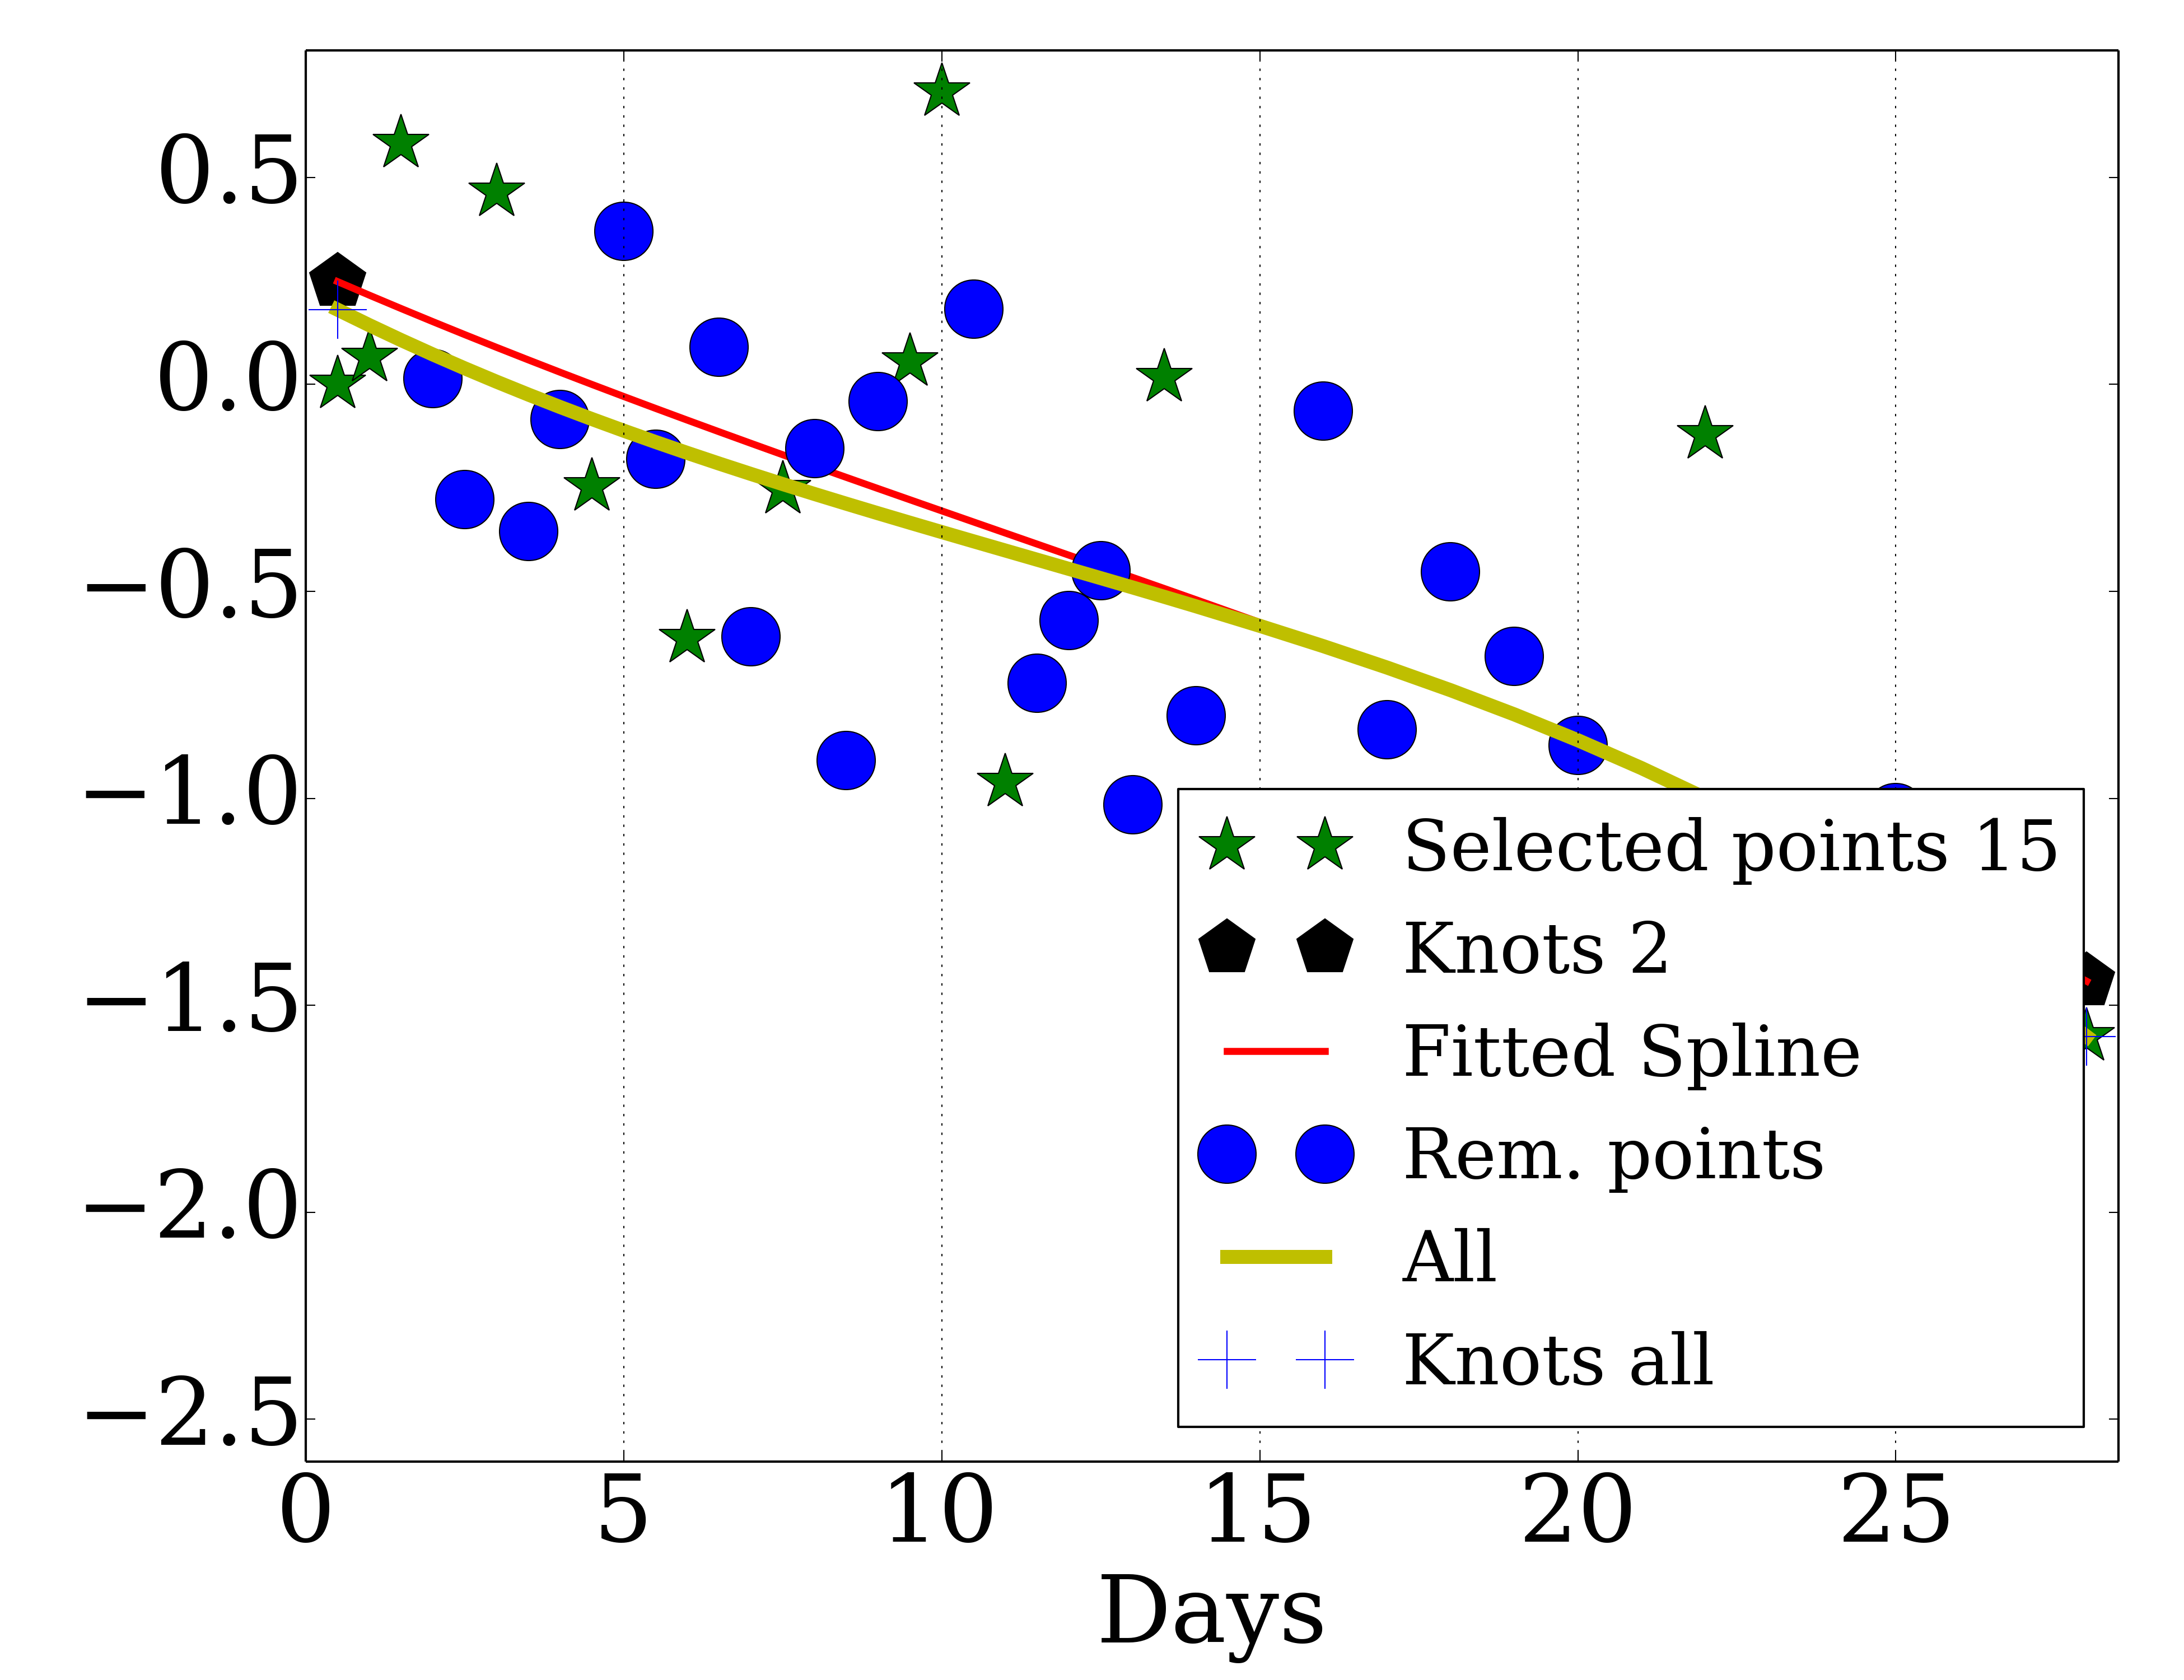 0.5
0.0
−0.5
−1.0
−1.5
−2.0
−2.5
0 5 10 15 20 25
Days
Selected points 15
Knots 2
Fitted Spline
Rem. points
All
Knots all